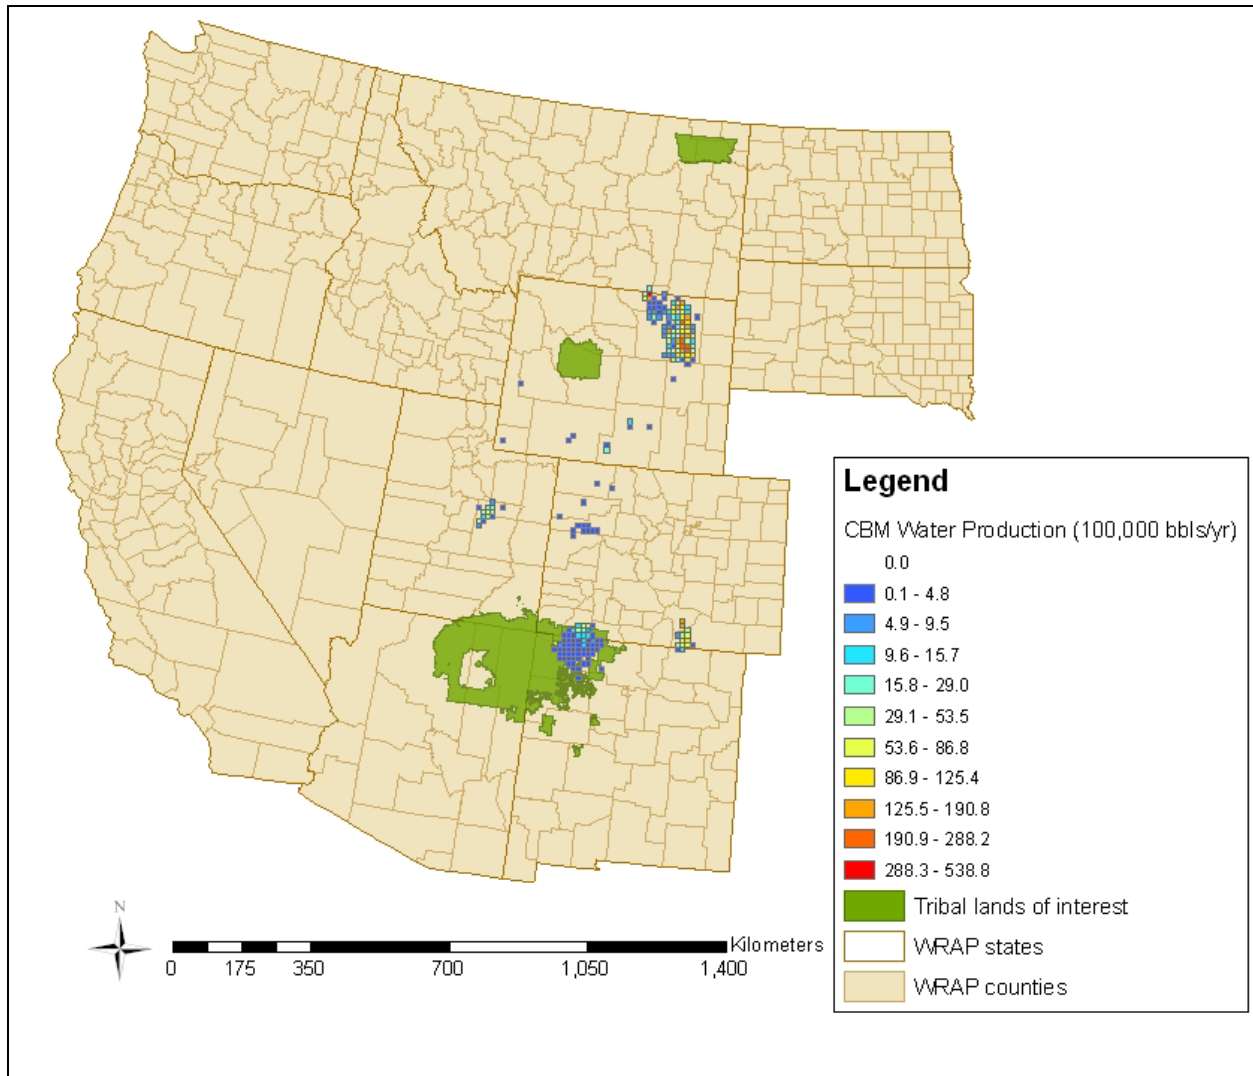 Legend
CBM Water Production (100,000 bbls/yr)
0.0
0.1 - 4.8
4.9 - 9.5
9.6 - 15.7
15.8 - 29.0
29.1 - 53.5
53.6 - 86.8
86.9 - 125.4
125.5 - 190.8
190.9 - 288.2
288.3 - 538.8
Tribal lands of interest
WRAP states
WRAP counties
N
Kilometers
0 175 350 700 1,050 1,400